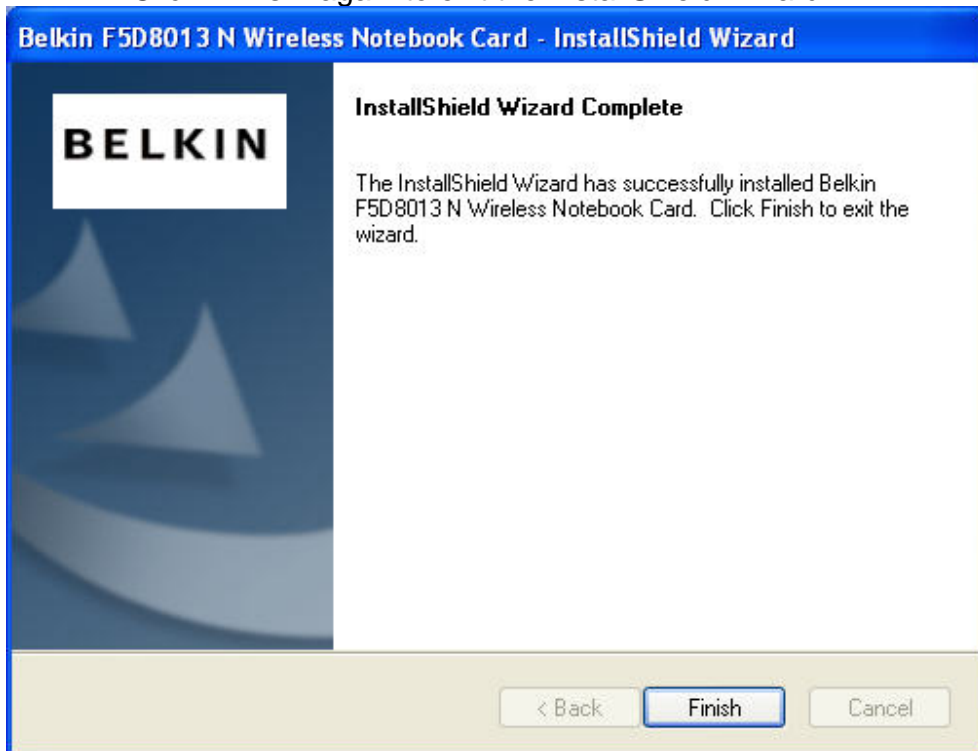 Belkin F5D8013 N Wireless Notebook Card - InstallShield Wizard
BELKIN
InstallShield Wizard Complete
The InstallShield Wizard has successfully installed Belkin
F5D8013 N Wireless Notebook Card. Click Finish to exit the
wizard.
< Back
Finish
Cancel